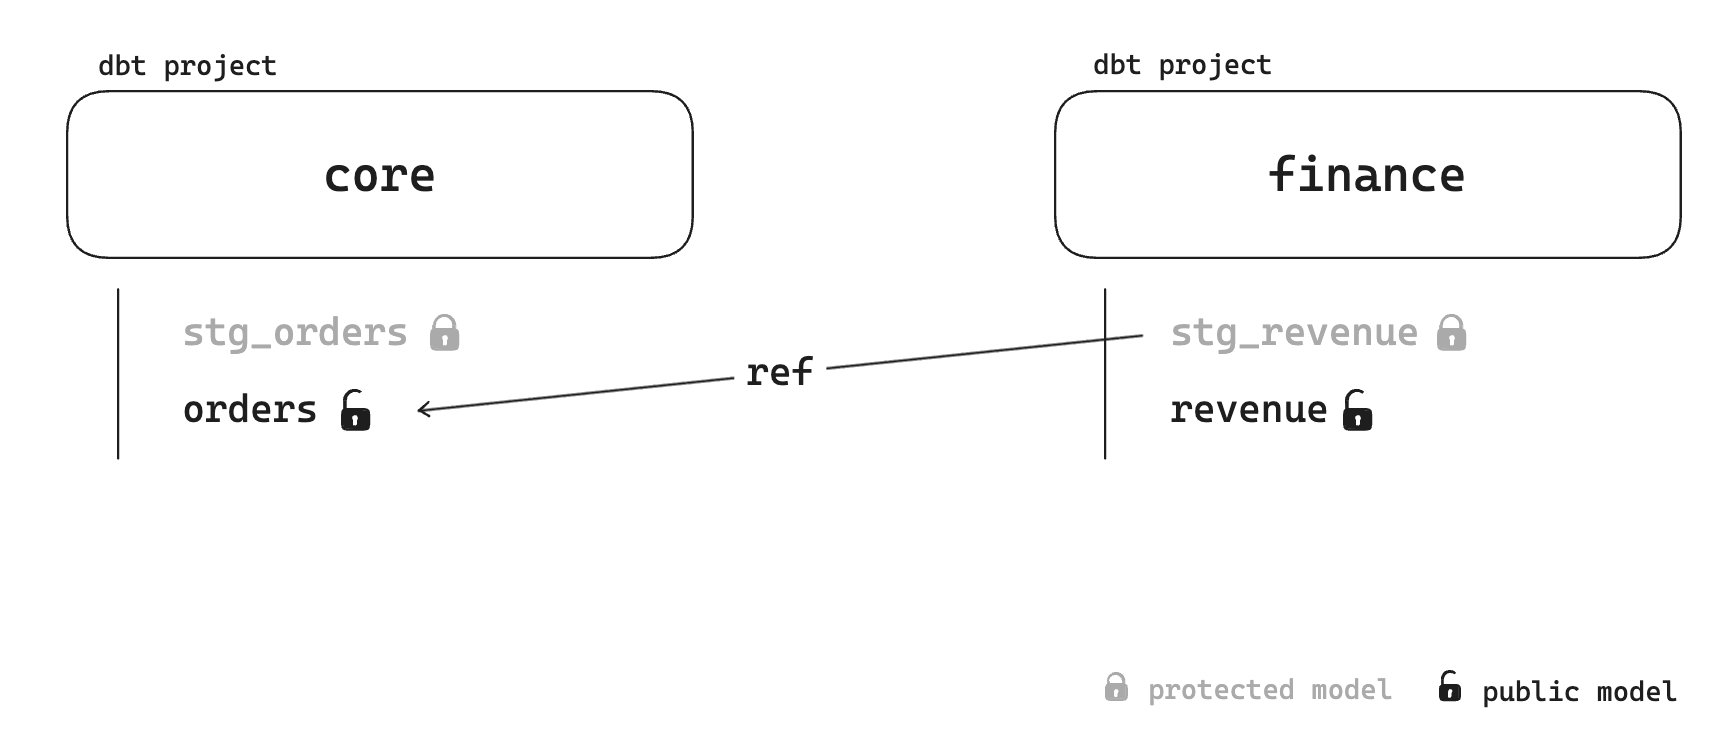 dbt project
core
stg_orders
orders
ref
dbt project
finance
stg_revenue
revenue
protected model
public model